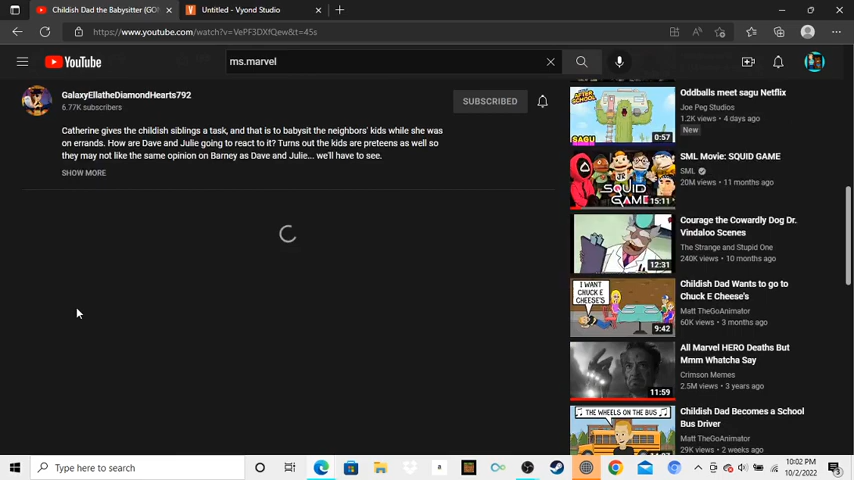 Childish Dad the Babysitter (GO!
Untitled - Vyond Studio
https://www.youtube.com/watch?v=VePF3DXfQew&t=45s
YouTube
ms.marvel
GalaxyEllatheDiamondHearts792
6.77K subscribers
SUBSCRIBED
Catherine gives the childish siblings a task, and that is to babysit the neighbors' kids while she was
on errands. How are Dave and Julie going to react to it? Turns out the kids are preteens as well so
they may not like the same opinion on Barney as Dave and Julie... we'll have to see.
SHOW MORE
AFTER
SCHOOL
SAGU
0:57
Oddballs meet sagu Netflix
Joe Peg Studios
1.2K views • 4 days ago
New
SQUID
GAME
15:11
SML Movie: SQUID GAME
SML
20M views • 11 months ago
12:31
Courage the Cowardly Dog Dr.
Vindaloo Scenes
The Strange and Stupid One
240K views • 10 months ago
I WANT
CHUCK E
CHEESE'S
9:42
Childish Dad Wants to go to
Chuck E Cheese's
Matt TheGoAnimator
60K views • 3 months ago
11:59
All Marvel HERO Deaths But
Mmm Whatcha Say
Crimson Memes
2.5M views • 3 years ago
THE WHEELS ON THE BUS
Childish Dad Becomes a School
Bus Driver
Matt TheGoAnimator
29K views • 2 weeks ago
Type here to search
a
10:02 PM
10/2/2022
3